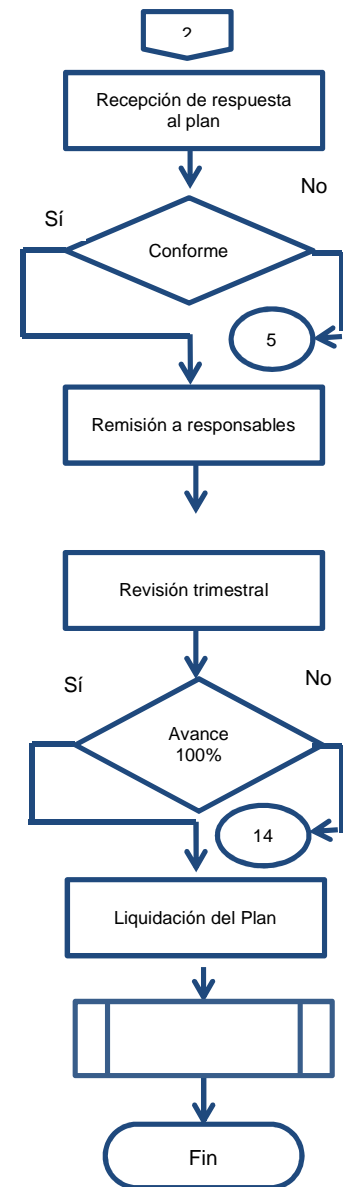 2
Recepción de respuesta
al plan
No
Sí
Conforme
5
Remisión a responsables
Revisión trimestral
Sí
No
Avance
100%
14
Liquidación del Plan
Fin